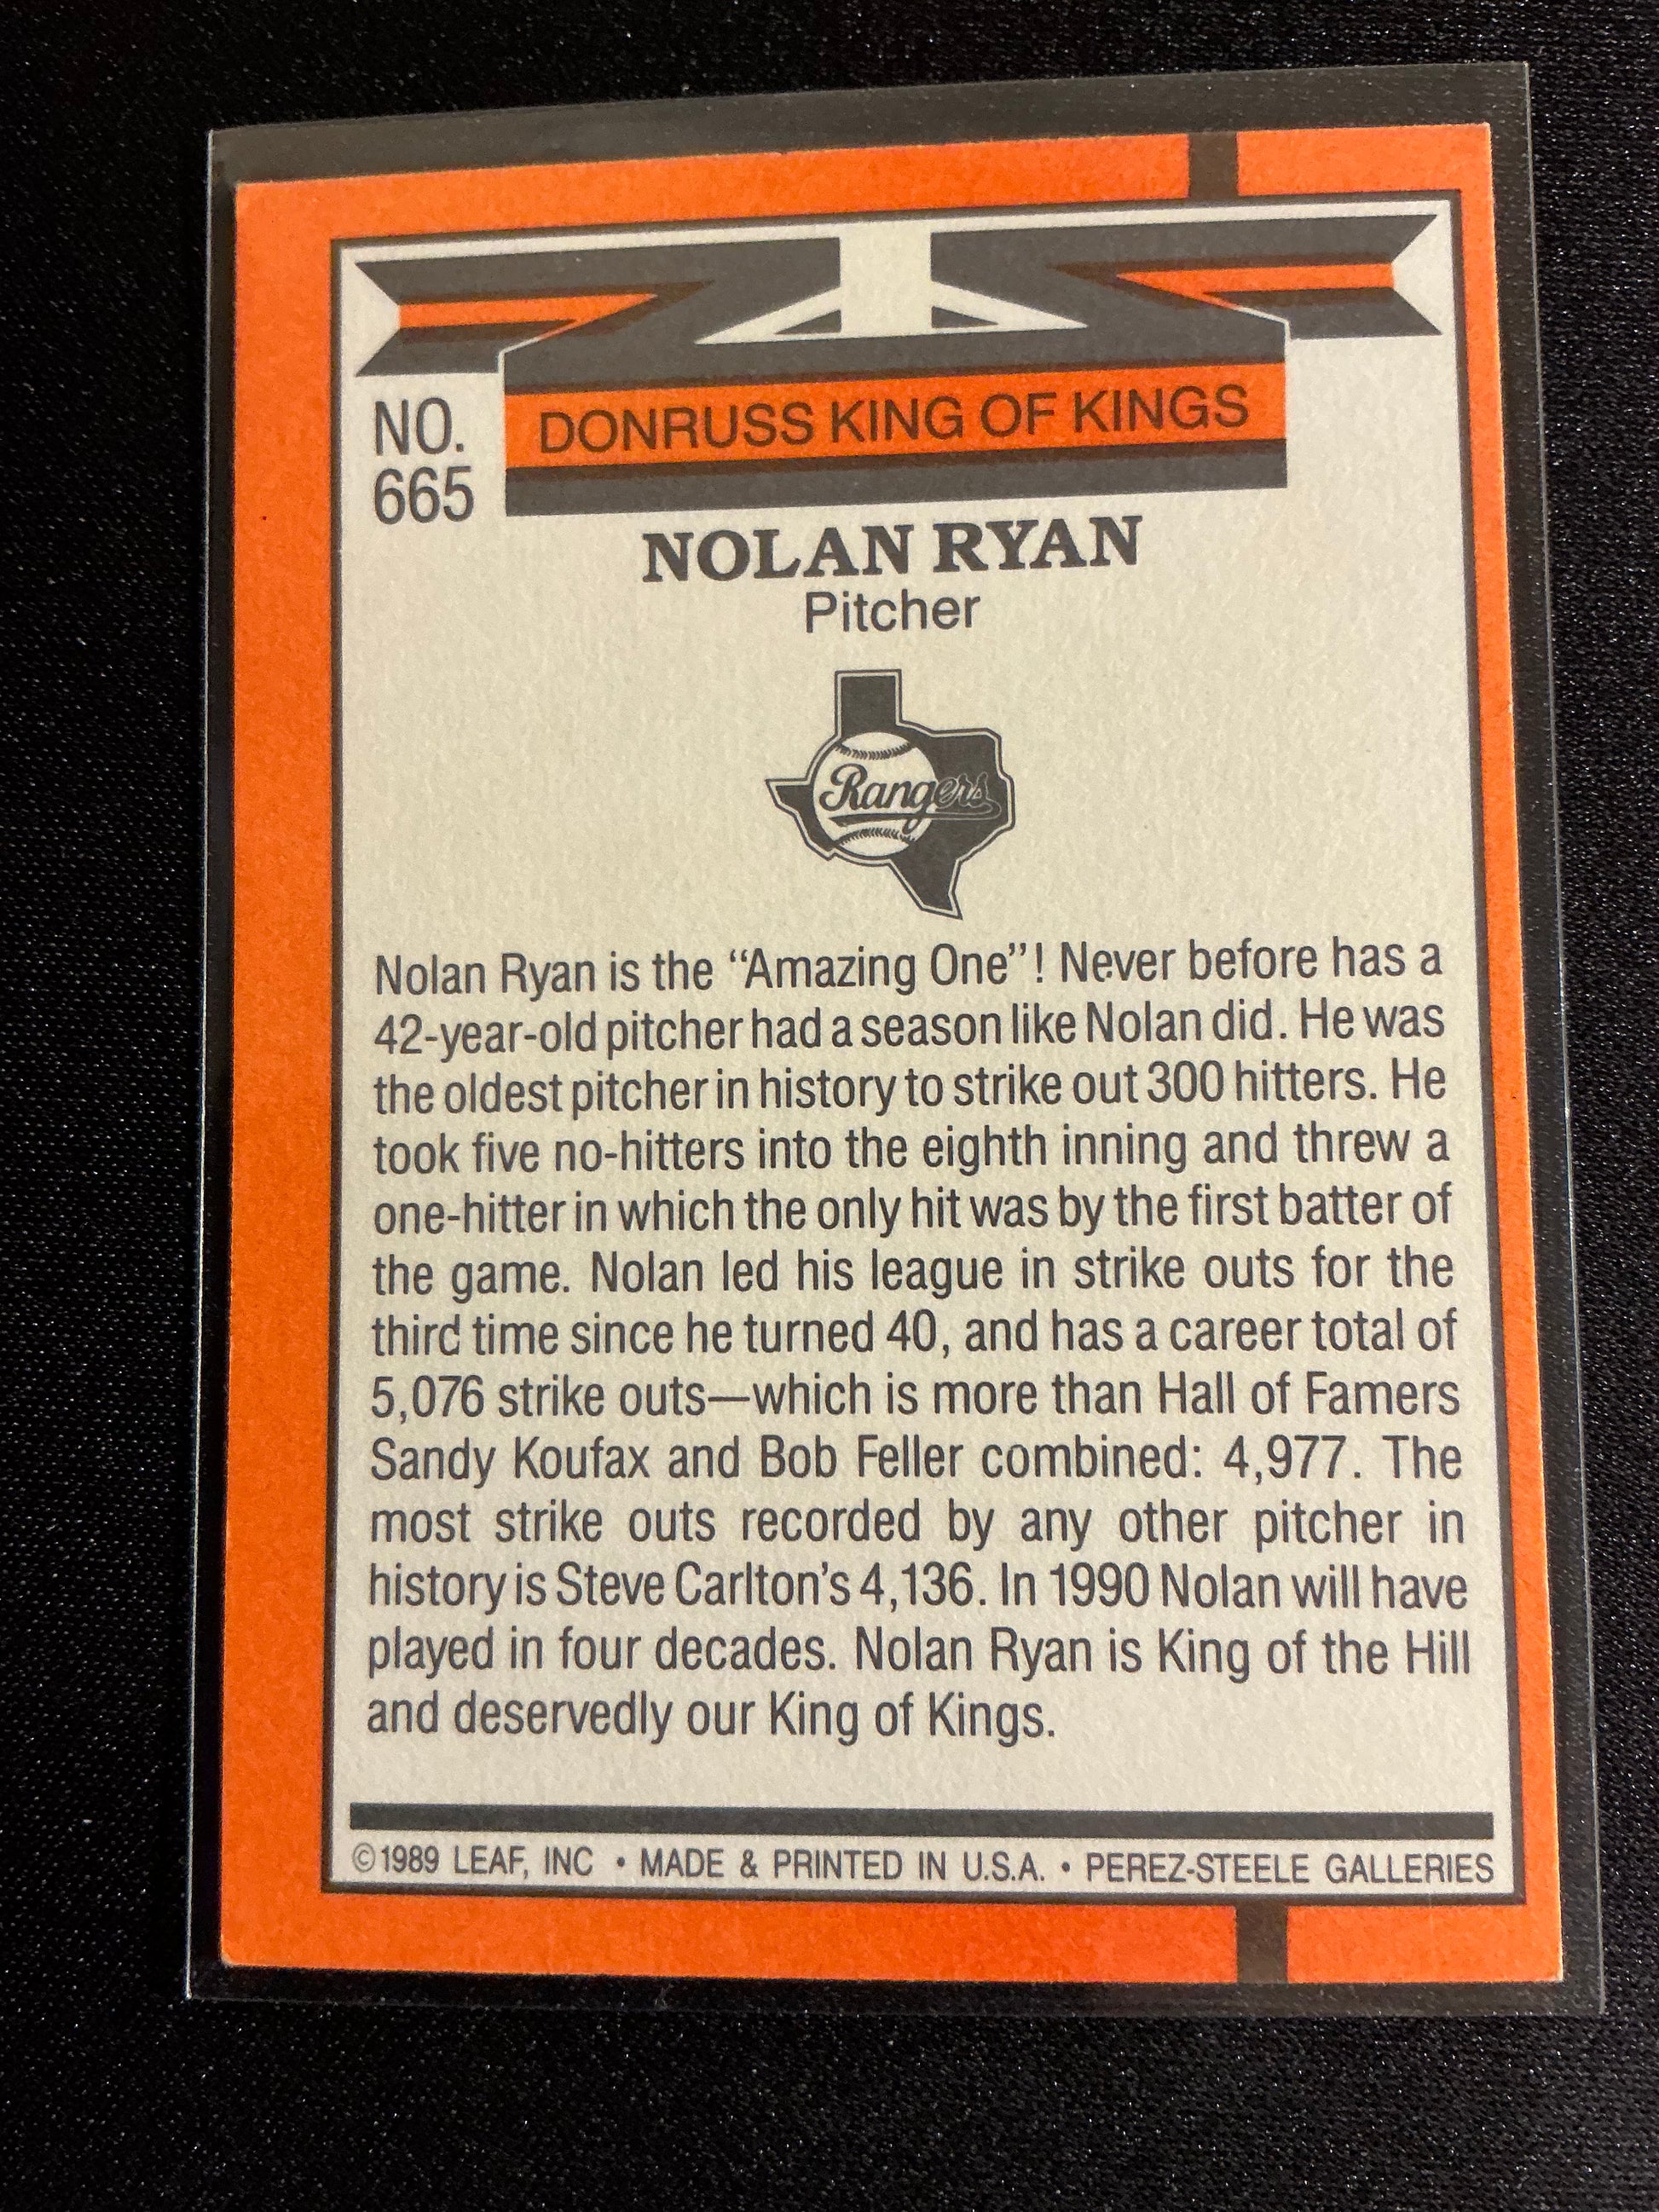 NO.
665
DONRUSS KING OF KINGS
NOLAN RYAN
Pitcher
Rangers
Nolan Ryan is the “Amazing One”! Never before has a
42-year-old pitcher had a season like Nolan did. He was
the oldest pitcher in history to strike out 300 hitters. He
took five no-hitters into the eighth inning and threw a
one-hitter in which the only hit was by the first batter of
the game. Nolan led his league in strike outs for the
third time since he turned 40, and has a career total of
5,076 strike outs—which is more than Hall of Famers
Sandy Koufax and Bob Feller combined: 4,977. The
most strike outs recorded by any other pitcher in
history is Steve Carlton’s 4,136. In 1990 Nolan will have
played in four decades. Nolan Ryan is King of the Hill
and deservedly our King of Kings.
©1989 LEAF, INC • MADE & PRINTED IN U.S.A. • PEREZ-STEELE GALLERIES